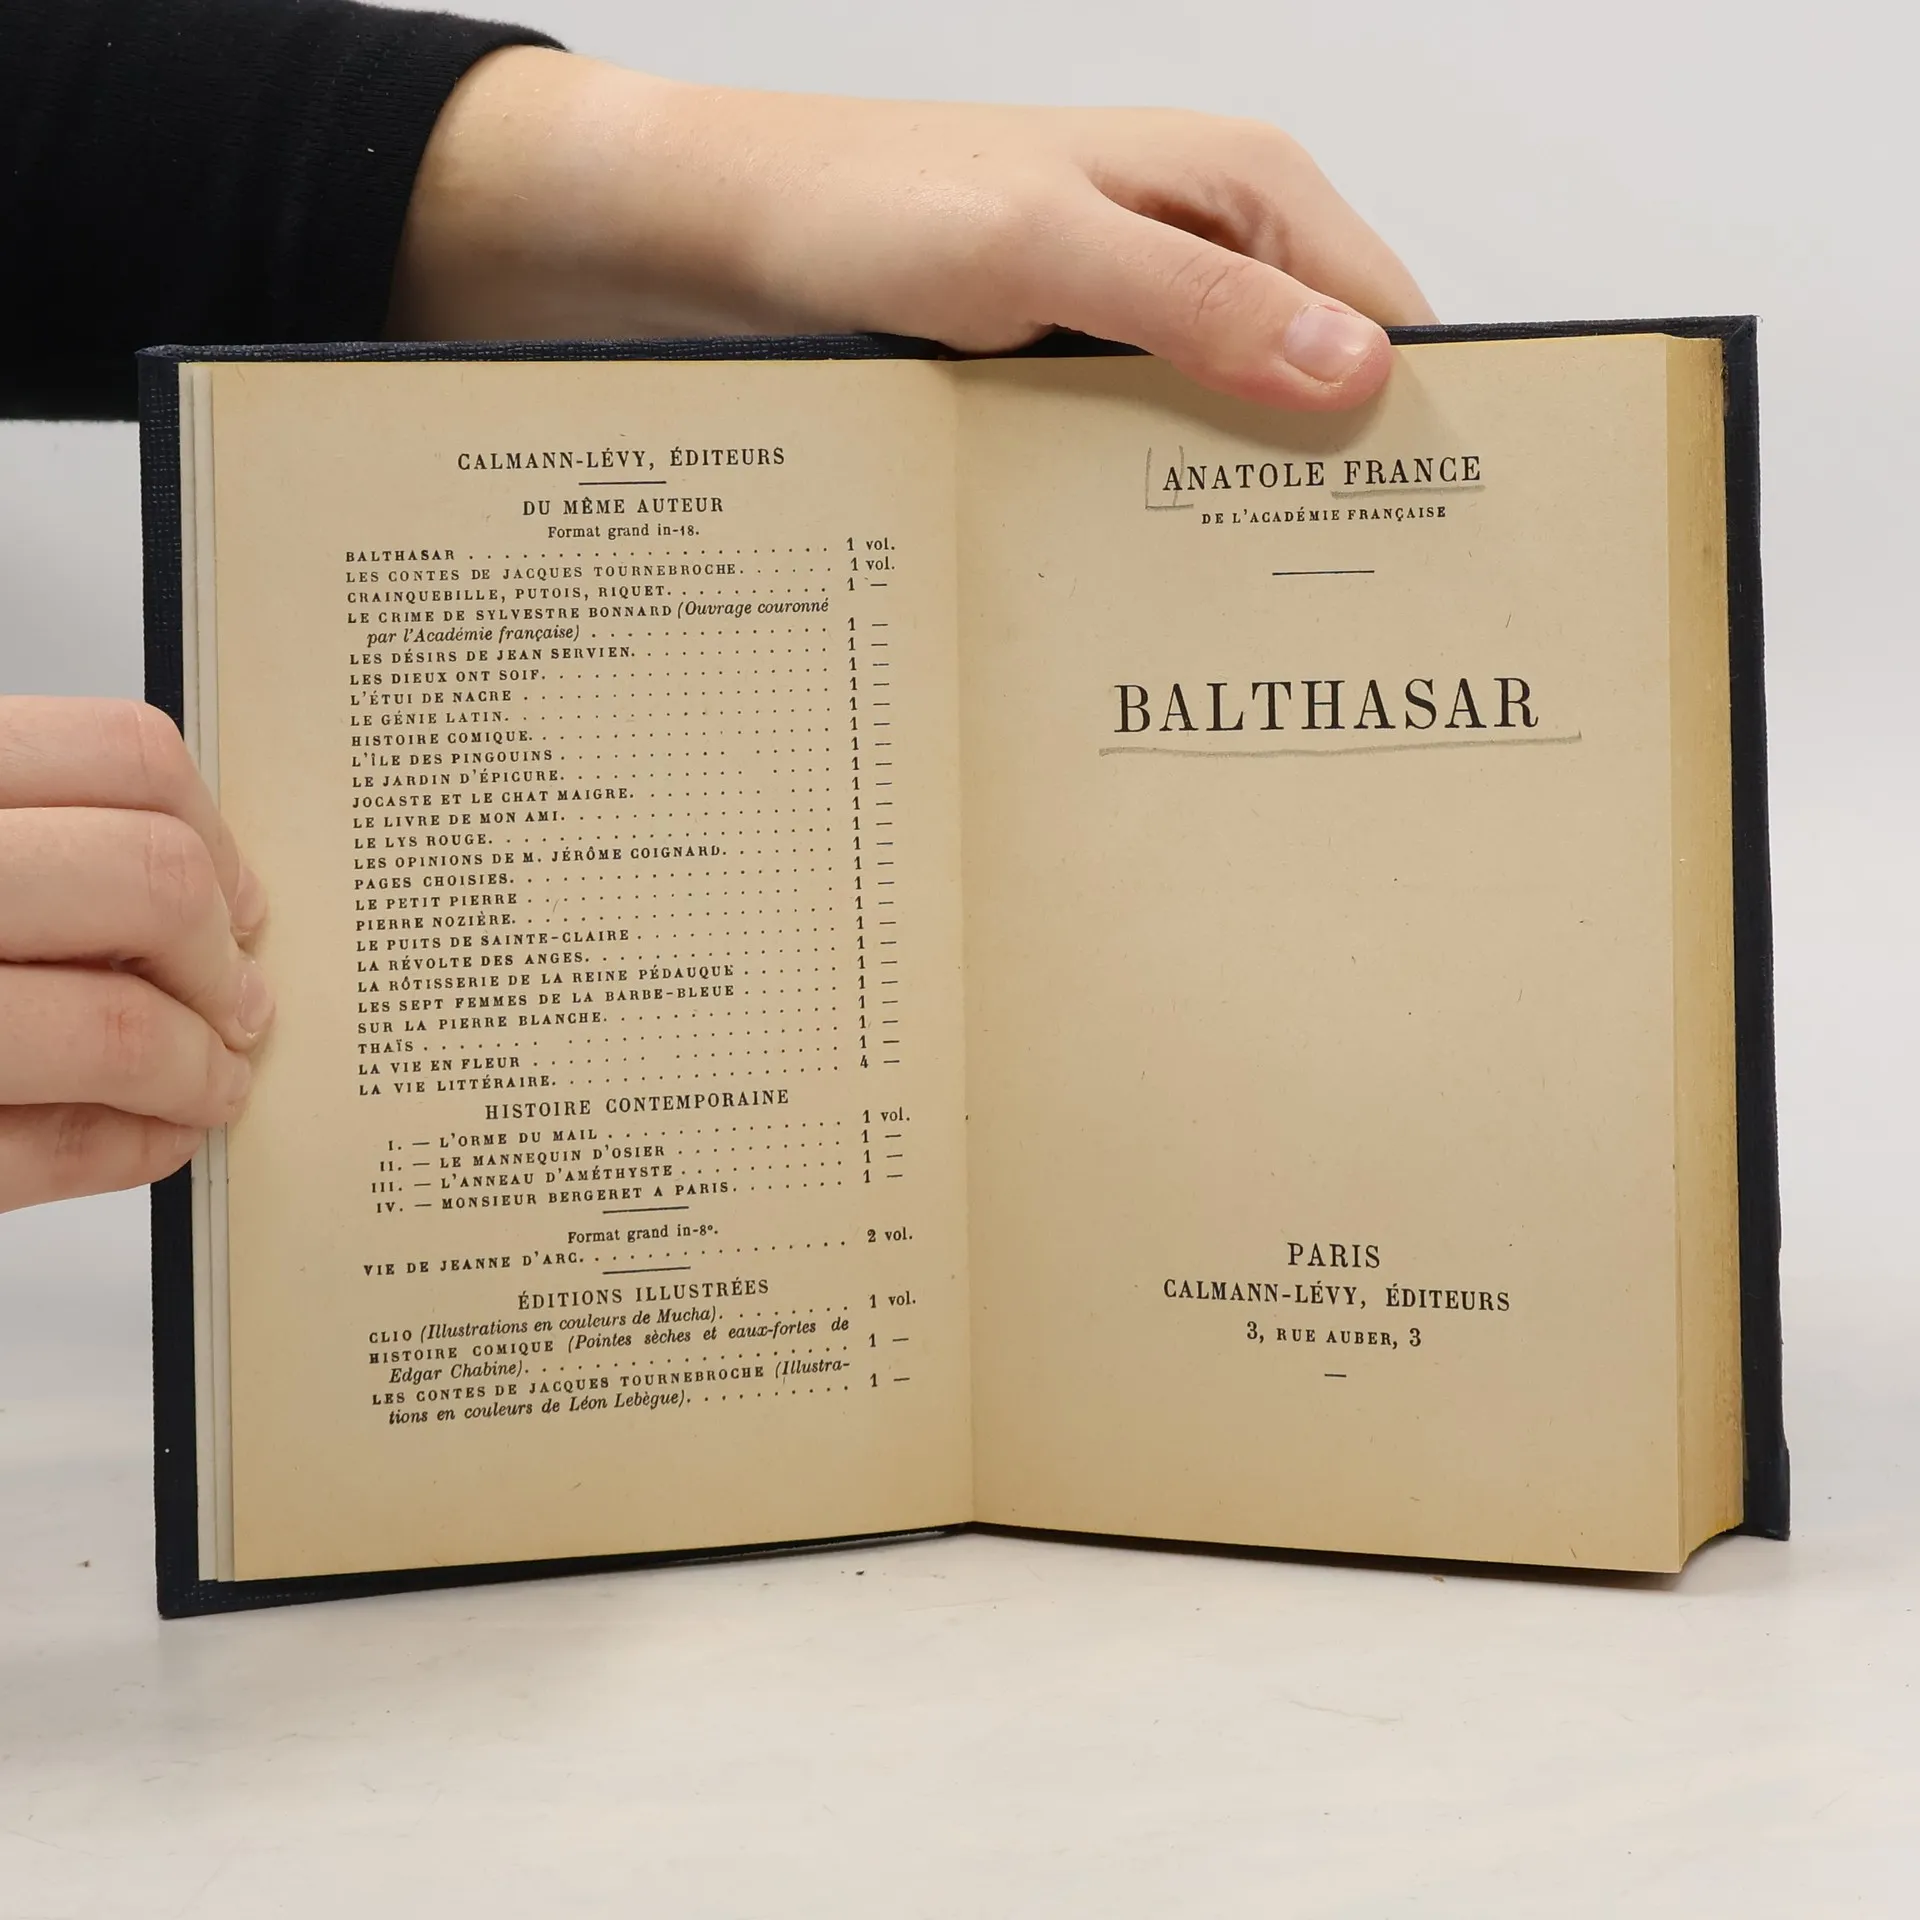 CALMANN-LÉVY, ÉDITEURS
DU MÊME AUTEUR
Format grand in-18.
BALTHASAR . . . . . . . . . . . . . . . . . . . 1 vol.
LES CONTES DE JACQUES TOURNEBROCHE. . . . . . 1 vol.
CRAINQUEBILLE, PUTOIS, RIQUET. . . . . . . . . . 1 —
LE CRIME DE SYLVESTRE BONNARD (Ouvrage couronné
par l'Académie française) . . . . . . . . . . . . . 1 —
LES DÉSIRS DE JEAN SERVIEN. . . . . . . . . . . 1 —
LES DIEUX ONT SOIF. . . . . . . . . . . . . . . . 1 —
L'ÉTUI DE NACRE . . . . . . . . . . . . . . . . . 1 —
LE GÉNIE LATIN. . . . . . . . . . . . . . . . . . 1 —
HISTOIRE COMIQUE. . . . . . . . . . . . . . . . . 1 —
L'ÎLE DES PINGOUINS . . . . . . . . . . . . . . . 1 —
LE JARDIN D'ÉPICURE. . . . . . . . . . . . . . . 1 —
JOCASTE ET LE CHAT MAIGRE. . . . . . . . . . . 1 —
LE LIVRE DE MON AMI. . . . . . . . . . . . . . . 1 —
LE LYS ROUGE. . . . . . . . . . . . . . . . . . . 1 —
LES OPINIONS DE M. JÉRÔME COIGNARD. . . . . . . 1 —
PAGES CHOISIES. . . . . . . . . . . . . . . . . . 1 —
LE PETIT PIERRE . . . . . . . . . . . . . . . . . 1 —
PIERRE NOZIÈRE. . . . . . . . . . . . . . . . . . 1 —
LE PUITS DE SAINTE-CLAIRE . . . . . . . . . . . . 1 —
LA RÉVOLTE DES ANGES. . . . . . . . . . . . . . 1 —
LA RÔTISSERIE DE LA REINE PÉDAUQUE . . . . . . 1 —
LES SEPT FEMMES DE LA BARBE-BLEUE . . . . . . 1 —
SUR LA PIERRE BLANCHE. . . . . . . . . . . . . 1 —
THAÏS . . . . . . . . . . . . . . . . . . . . . . 1 —
LA VIE EN FLEUR . . . . . . . . . . . . . . . . . 1 —
LA VIE LITTÉRAIRE. . . . . . . . . . . . . . . . 4 —
HISTOIRE CONTEMPORAINE
I. — L'ORME DU MAIL . . . . . . . . . . . . . . 1 vol.
II. — LE MANNEQUIN D'OSIER . . . . . . . . . . 1 —
III. — L'ANNEAU D'AMÉTHYSTE . . . . . . . . . . 1 —
IV. — MONSIEUR BERGERET A PARIS. . . . . . . 1 —
Format grand in-8°.
VIE DE JEANNE D'ARC. . . . . . . . . . . . . . . 2 vol.
ÉDITIONS ILLUSTRÉES
CLIO (Illustrations en couleurs de Mucha). . . . . . . . 1 vol.
HISTOIRE COMIQUE (Pointes sèches et eaux-fortes de
Edgar Chabine). . . . . . . . . . . . . . . . . . 1 —
LES CONTES DE JACQUES TOURNEBROCHE (Illustra-
tions en couleurs de Léon Lebègue). . . . . . . . . . 1 —
ANATOLE FRANCE
DE L'ACADÉMIE FRANÇAISE
BALTHASAR
PARIS
CALMANN-LÉVY, ÉDITEURS
3, RUE AUBER, 3